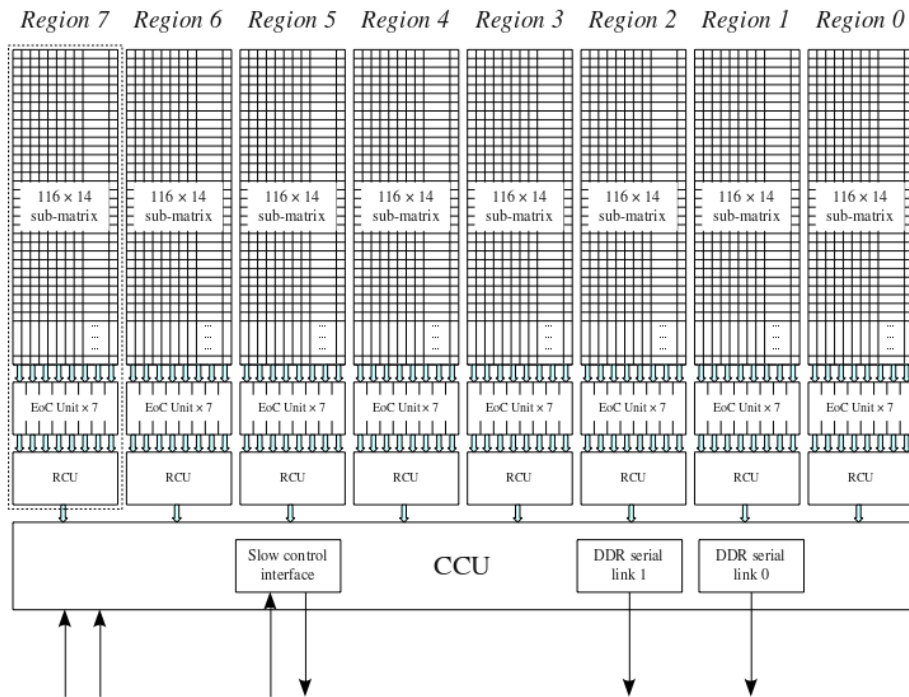 Region 7 Region 6 Region 5 Region 4 Region 3 Region 2 Region 1 Region 0
116 × 14 116 × 14 116 × 14 116 × 14 116 × 14 116 × 14 116 × 14 116 × 14
sub-matrix sub-matrix sub-matrix sub-matrix sub-matrix sub-matrix sub-matrix sub-matrix
... ... ... ... ... ... ... ...
... ... ... ... ... ... ... ...
... ... ... ... ... ... ... ...
EoC Unit × 7 EoC Unit × 7 EoC Unit × 7 EoC Unit × 7 EoC Unit × 7 EoC Unit × 7 EoC Unit × 7 EoC Unit × 7
RCU RCU RCU RCU RCU RCU RCU RCU
Slow control
interface
CCU
DDR serial
link 1
DDR serial
link 0